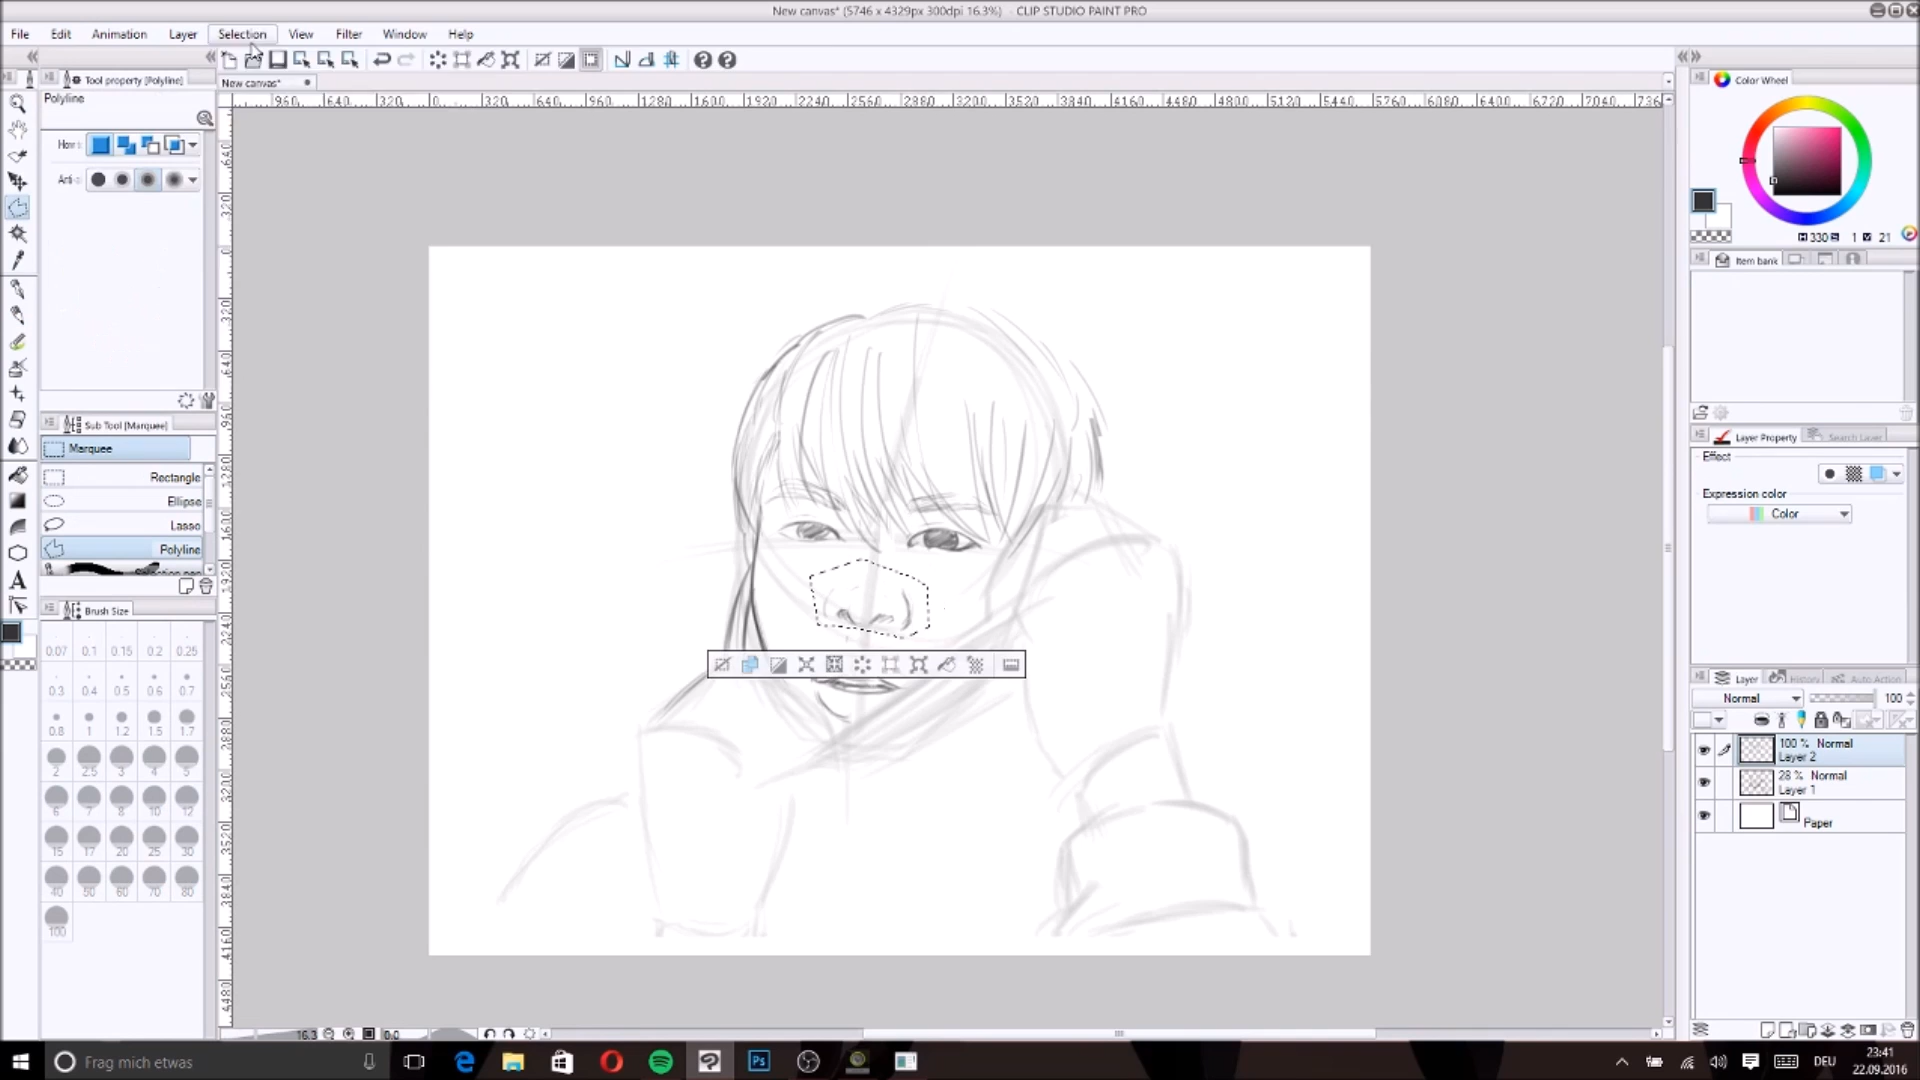 New canvas* (5746 x 4329px 300dpi 16.3%) - CLIP STUDIO PAINT PRO
File Edit Animation Layer Selection View Filter Window Help
Tool property [Polyline]
New canvas*
Color Wheel
Polyline
330 1 21
Item bank
Sub Tool [Marquee]
Marquee
Rectangle
Ellipse
Lasso
Polyline
Layer Property Search Layer
Effect
Expression color
Color
Brush Size
0.07 0.1 0.15 0.2 0.25
0.3 0.4 0.5 0.6 0.7
0.8 1 1.2 1.5 1.7
2 2.5 3 4 5
6 7 8 10 12
15 17 20 25 30
40 50 60 70 80
100
Layer History Auto Action
Normal 100
100 % Normal
Layer 2
28 % Normal
Layer 1
Paper
16.3 0.0
Frag mich etwas
Ps
DEU
23:41
22.09.2016